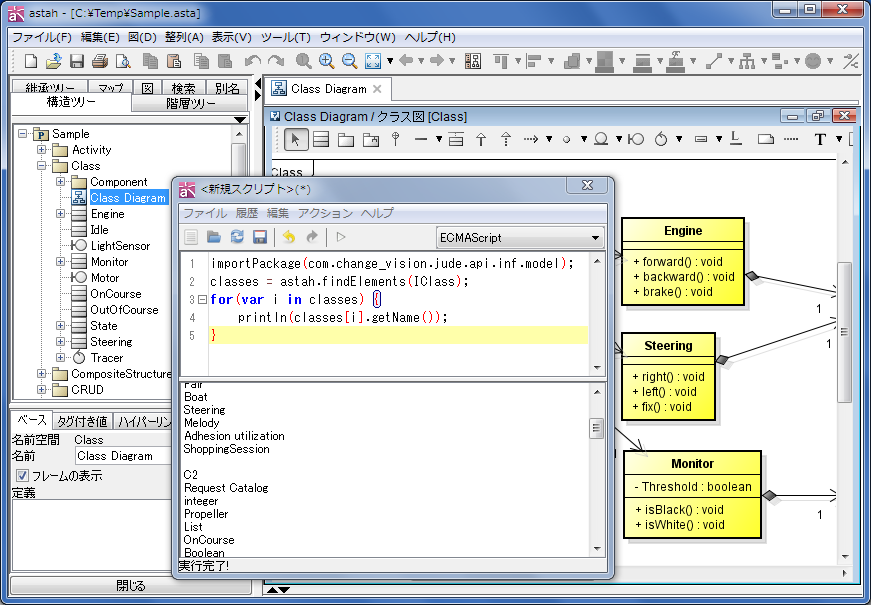 astah - [C:¥Temp¥Sample.asta]
ファイル(F) 編集(E) 図(D) 整列(A) 表示(V) ツール(T) ウィンドウ(W) ヘルプ(H)
継承ツリー マップ 図 検索 別名
構造ツリー 階層ツリー
Sample
Activity
Class
Component
Class Diagram
Engine
Idle
LightSensor
Monitor
Motor
OnCourse
OutOfCourse
State
Steering
Tracer
CompositeStructure
CRUD
ベース タグ付き値 ハイパーリン
名前空間 Class
名前 Class Diagram
フレームの表示
定義
閉じる
Class Diagram
Class Diagram / クラス図 [Class]
T
Class
Engine
+ forward() : void
+ backward() : void
+ brake() : void
1
Steering
+ right() : void
+ left() : void
+ fix() : void
1
Monitor
- Threshold : boolean
+ isBlack() : void
+ isWhite() : void
1
<新規スクリプト>(*)
ファイル 履歴 編集 アクション ヘルプ
ECMAScript
1 importPackage(com.change_vision.jude.api.inf.model);
2 classes = astah.findElements(IClass);
3 for(var i in classes) {
4 println(classes[i].getName());
5 }
Pair
Boat
Steering
Melody
Adhesion utilization
ShoppingSession
C2
Request Catalog
integer
Propeller
List
OnCourse
Boolean
実行完了!